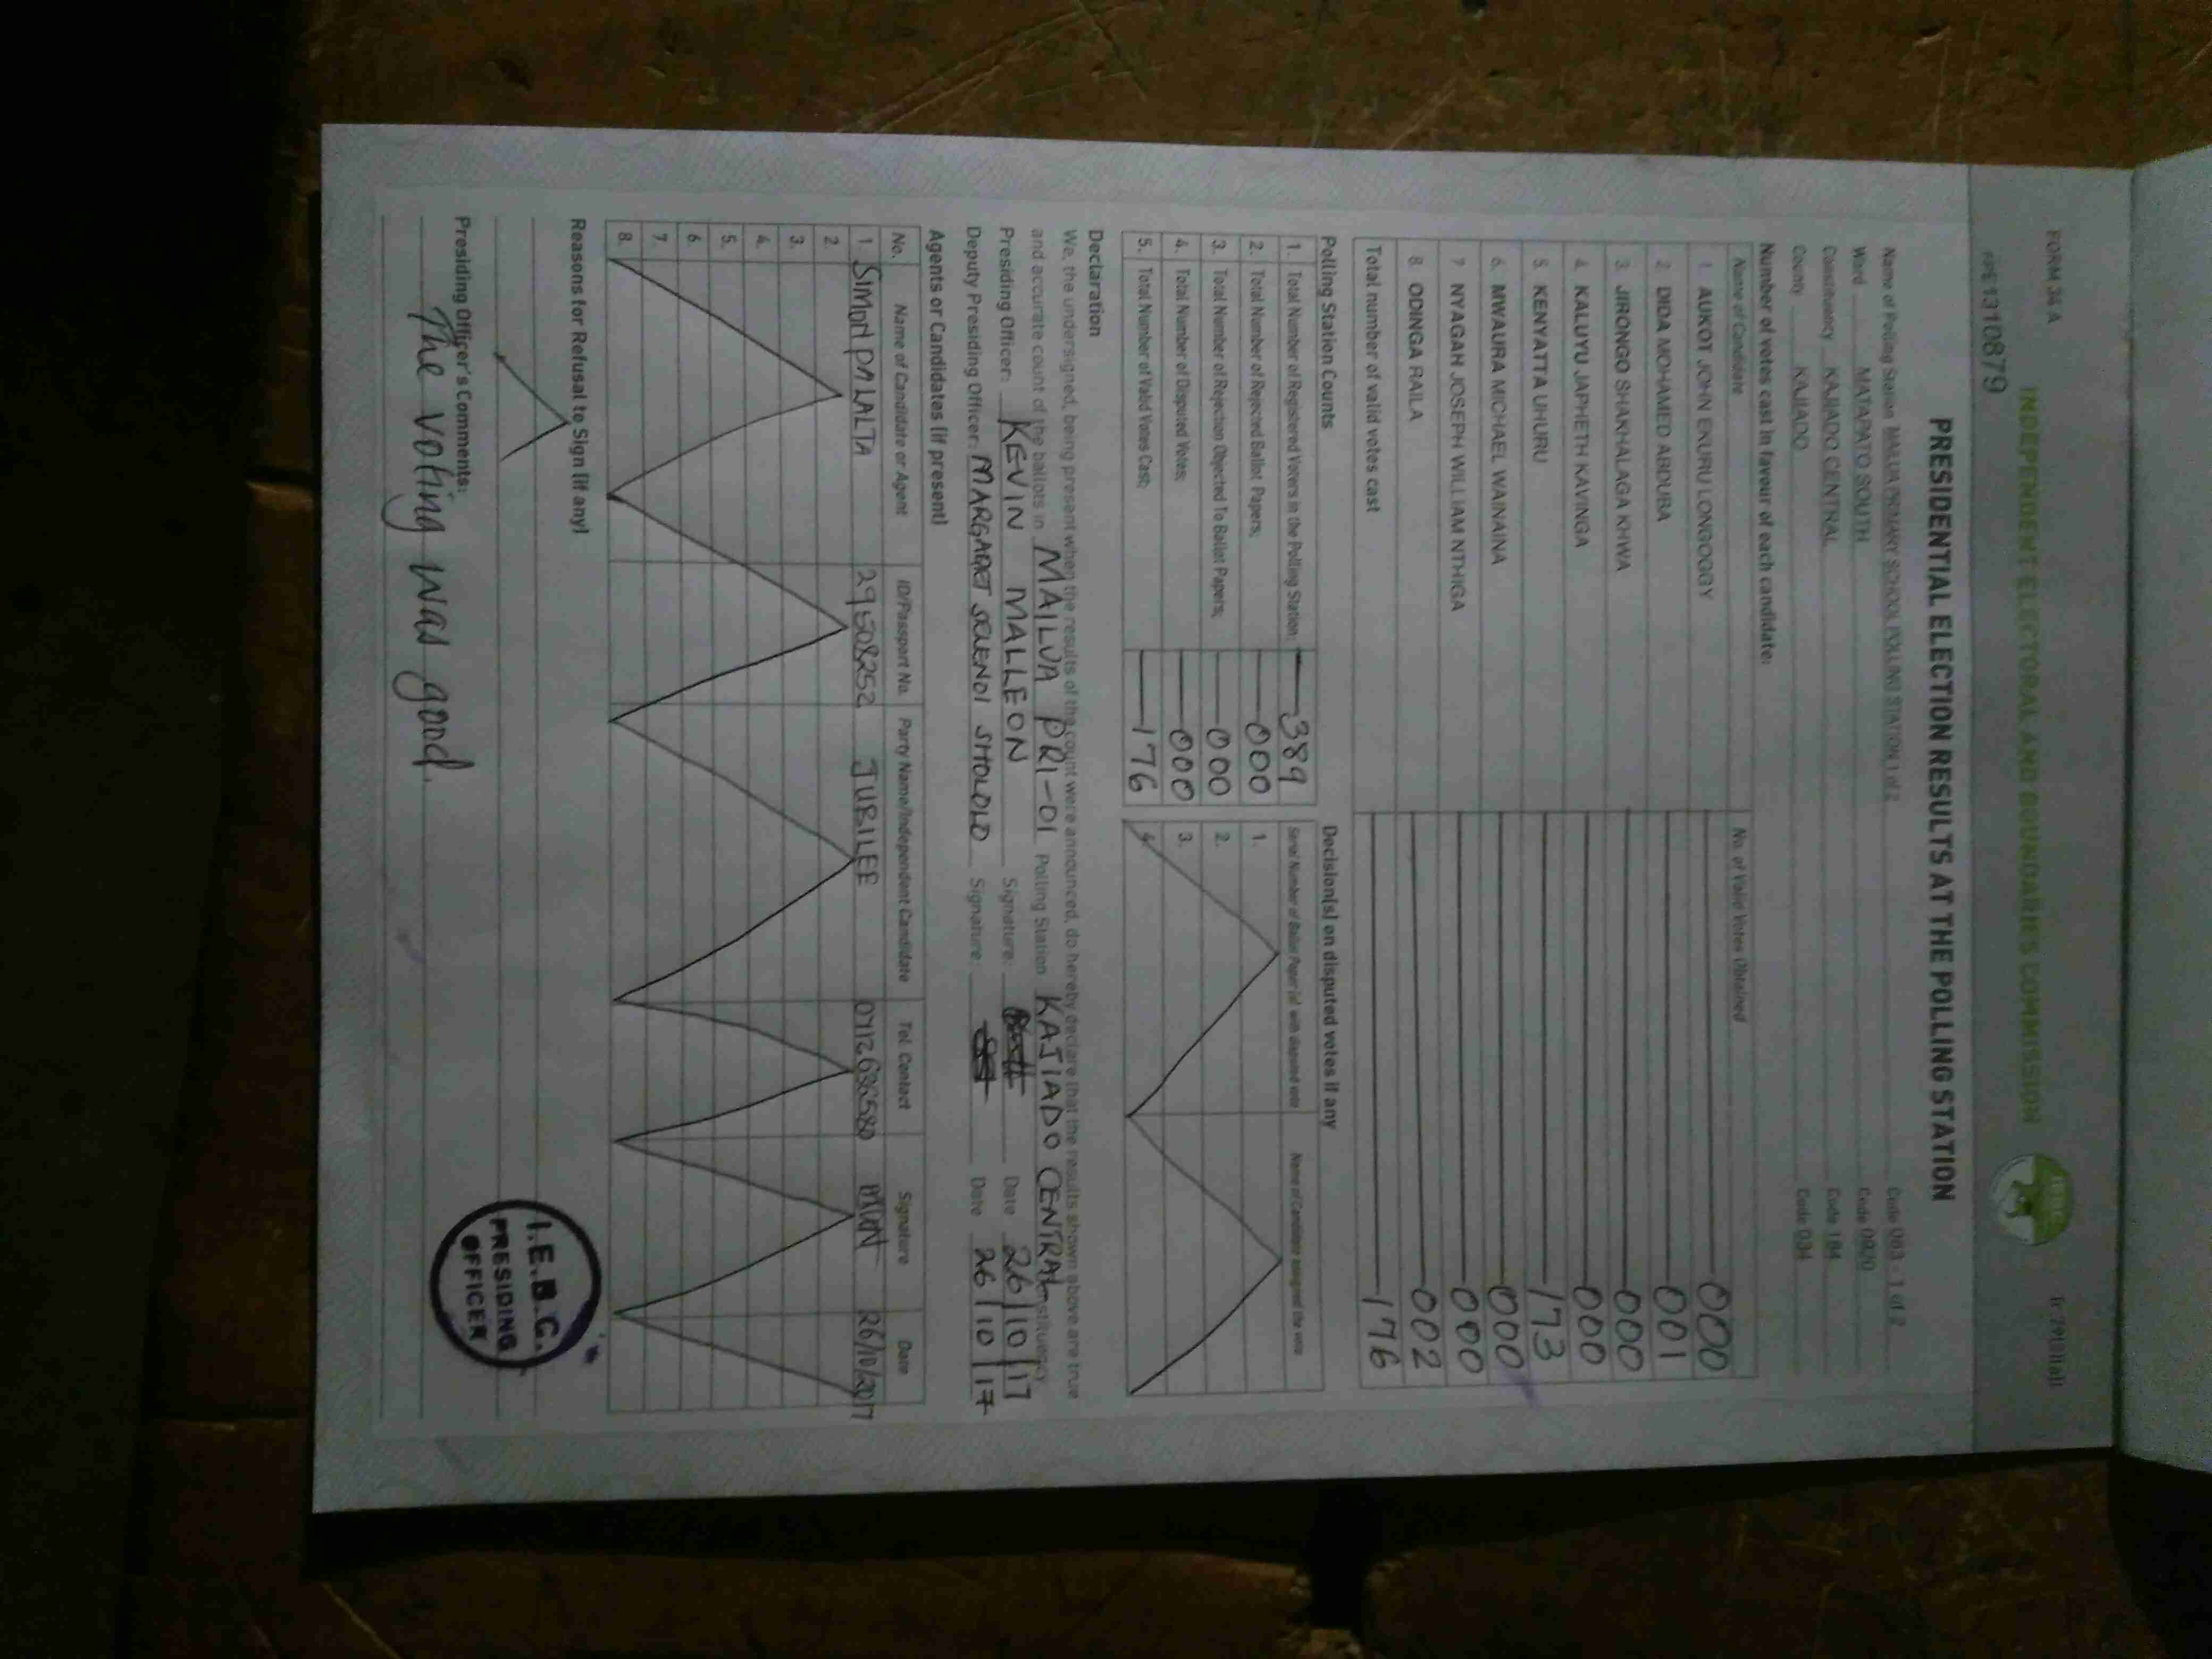 FORM 34 A
INDEPENDENT ELECTORAL AND BOUNDARIES COMMISSION
PRESIDENTIAL ELECTION RESULTS AT THE POLLING STATION
Name of Polling Station MAILUA PRIMARY SCHOOL POLLING STATION 1 of 2 Code 083 - 1 of 2
Ward MATAPATO SOUTH Code 0920
Constituency KAJIADO CENTRAL Code 184
County KAJIADO Code 034
Number of votes cast in favour of each candidate:
Name of Candidate No. of Valid Votes Obtained
1. AUKOT JOHN EKURU LONGOGGY 000
2. DIDA MOHAMED ABDUBA 001
3. JIRONGO SHAKHALAGA KHWA 000
4. KALUYU JAPHETH KAVINGA 000
5. KENYATTA UHURU 173
6. MWAURA MICHAEL WAINAINA 000
7. NYAGAH JOSEPH WILLIAM NTHIGA 000
8. ODINGA RAILA 002
Total number of valid votes cast 176
Polling Station Counts
1. Total Number of Registered Voters in the Polling Station; 389
2. Total Number of Rejected Ballot Papers; 000
3. Total Number of Rejection Objected To Ballot Papers; 000
4. Total Number of Disputed Votes; 000
5. Total Number of Valid Votes Cast; 176
Decision(s) on disputed votes if any
Serial Number of Ballot Paper(s) with disputed vote Name of Candidate assigned the vote
1.
2.
3.
4.
Declaration
We, the undersigned, being present when the results of the count were announced, do hereby declare that the results shown above are true
and accurate count of the ballots in MAILUA PRI-01 Polling Station KAJIADO CENTRAL Constituency
Presiding Officer: KEVIN MALLEON Signature: Date 26/10/17
Deputy Presiding Officer: MARGARET Signature: Date 26/10/17
Agents or Candidates (if present)
No. Name of Candidate or Agent ID/Passport No. Party Name/Independent Candidate Tel. Contact Signature Date
1. SIMON PALALTA 29508252 JUBILEE 26/10/2017
2.
3.
4.
5.
6.
7.
8.
Reasons for Refusal to Sign (if any)
Presiding Officer's Comments:
The voting was good.
I.E.B.C.
PRESIDING
OFFICER